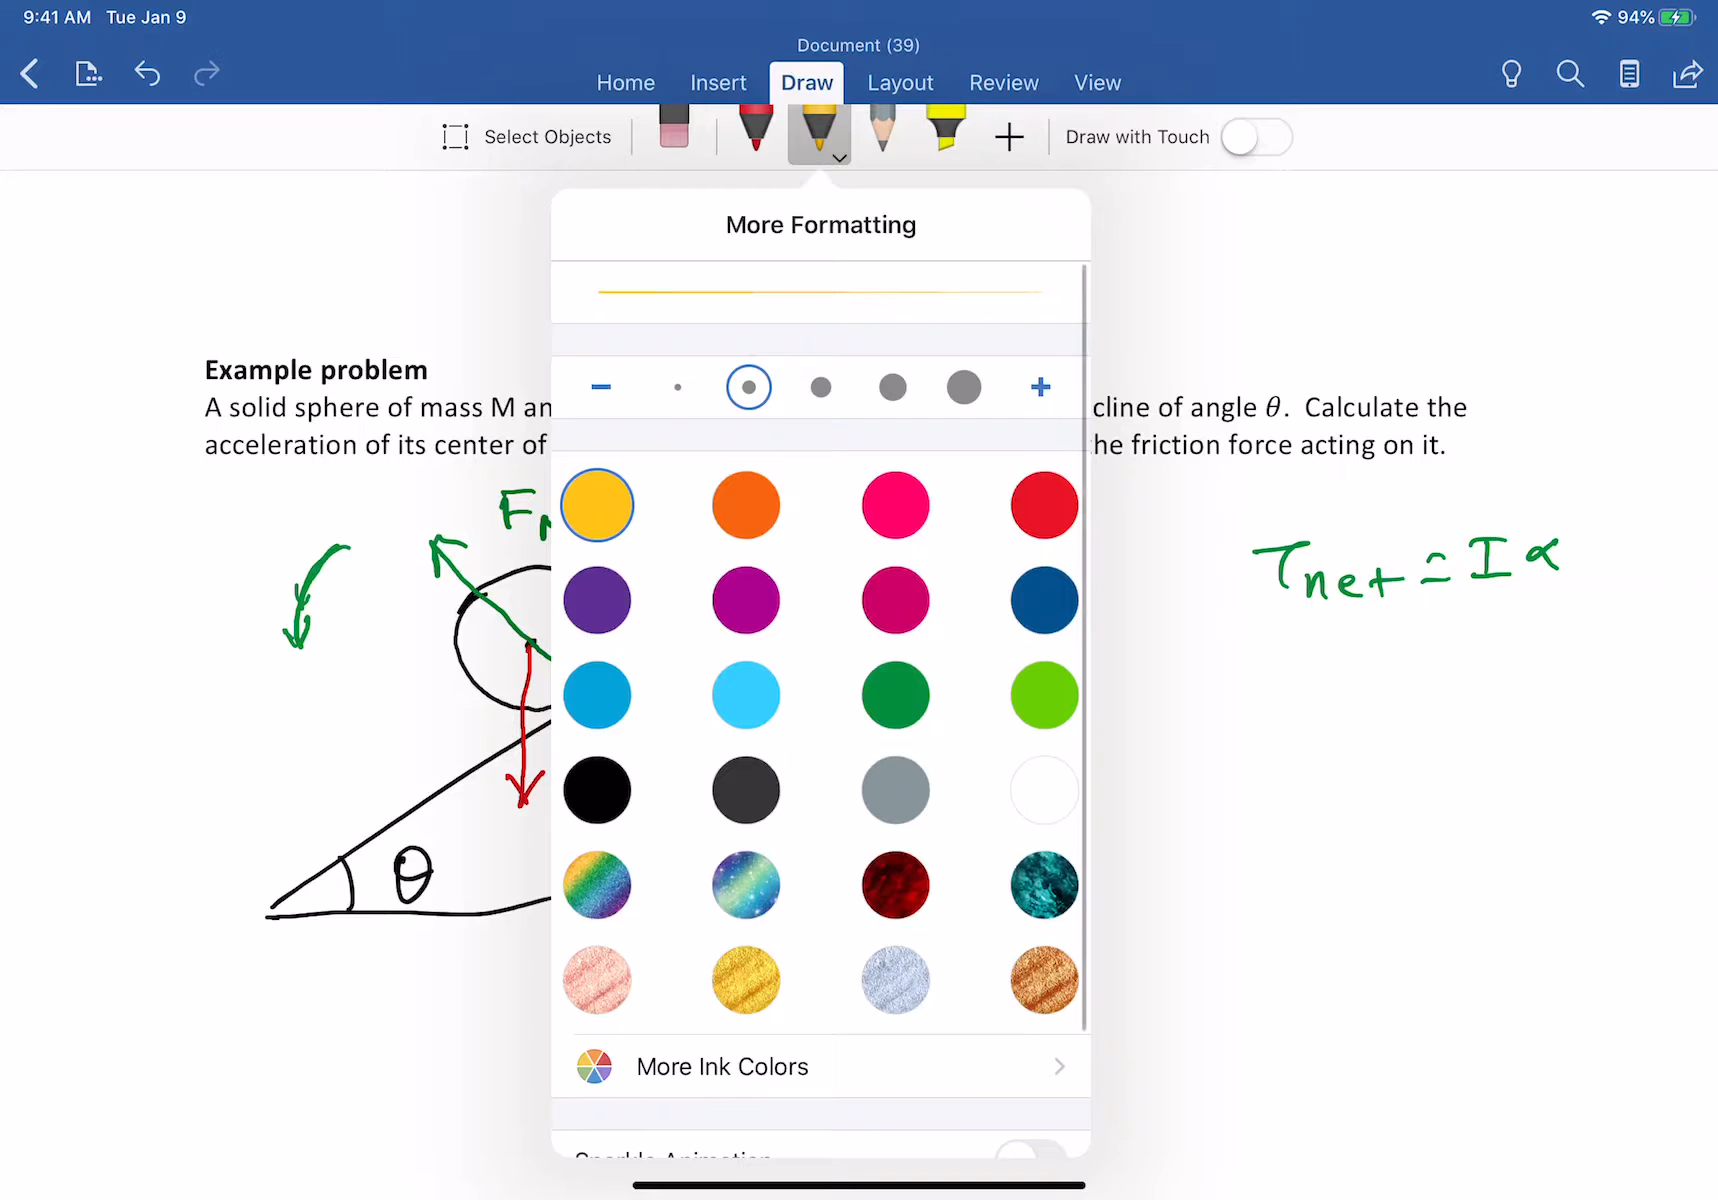 9:41 AM Tue Jan 9
94%
Document (39)
Home Insert Draw Layout Review View
Select Objects
Draw with Touch
More Formatting
Example problem
A solid sphere of mass M an cline of angle θ. Calculate the
acceleration of its center of he friction force acting on it.
F
τnet = I α
θ
More Ink Colors
Sparkle Animation